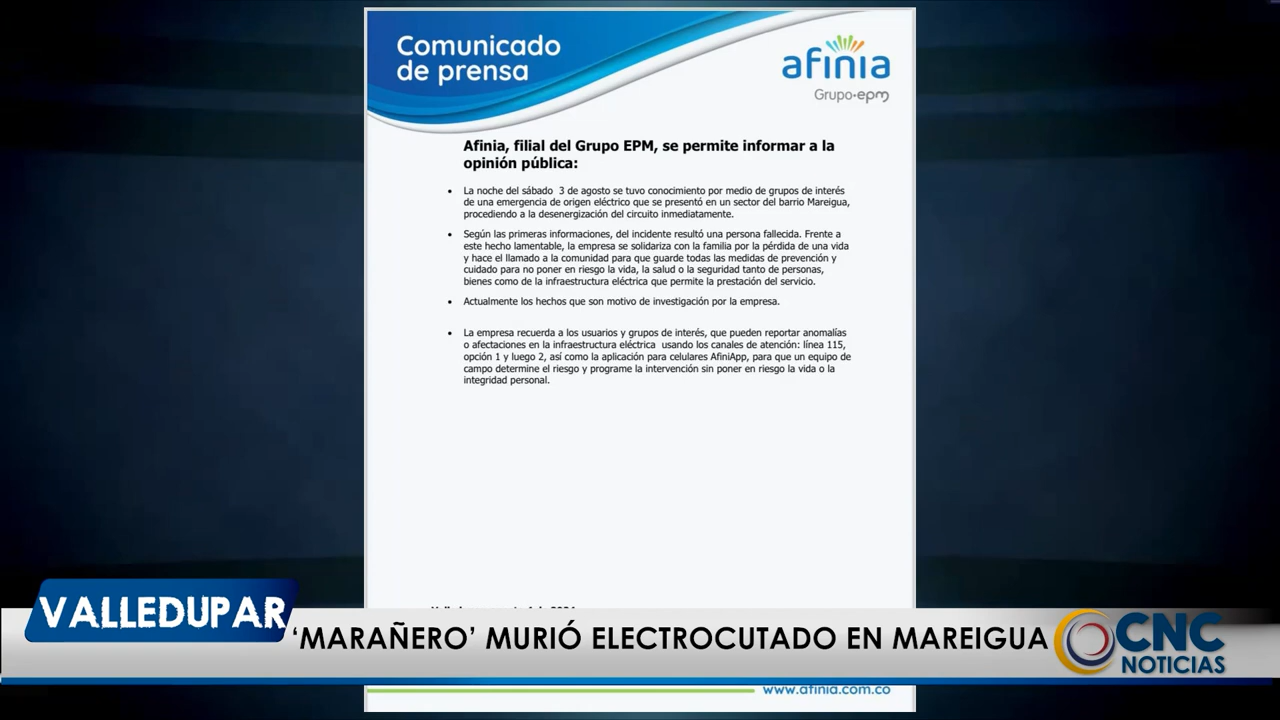 Comunicado
de prensa
afinia
Grupo·epm
Afinia, filial del Grupo EPM, se permite informar a la
opinión pública:
• La noche del sábado  3 de agosto se tuvo conocimiento por medio de grupos de interés
de una emergencia de origen eléctrico que se presentó en un sector del barrio Mareigua,
procediendo a la desenergización del circuito inmediatamente.
• Según las primeras informaciones, del incidente resultó una persona fallecida. Frente a
este hecho lamentable, la empresa se solidariza con la familia por la pérdida de una vida
y hace el llamado a la comunidad para que guarde todas las medidas de prevención y
cuidado para no poner en riesgo la vida, la salud o la seguridad tanto de personas,
bienes como de la infraestructura eléctrica que permite la prestación del servicio.
• Actualmente los hechos que son motivo de investigación por la empresa.
• La empresa recuerda a los usuarios y grupos de interés, que pueden reportar anomalías
o afectaciones en la infraestructura eléctrica  usando los canales de atención: línea 115,
opción 1 y luego 2, así como la aplicación para celulares AfiniApp, para que un equipo de
campo determine el riesgo y programe la intervención sin poner en riesgo la vida o la
integridad personal.
VALLEDUPAR
‘MARAÑERO’ MURIÓ ELECTROCUTADO EN MAREIGUA
CNC
NOTICIAS
www.afinia.com.co